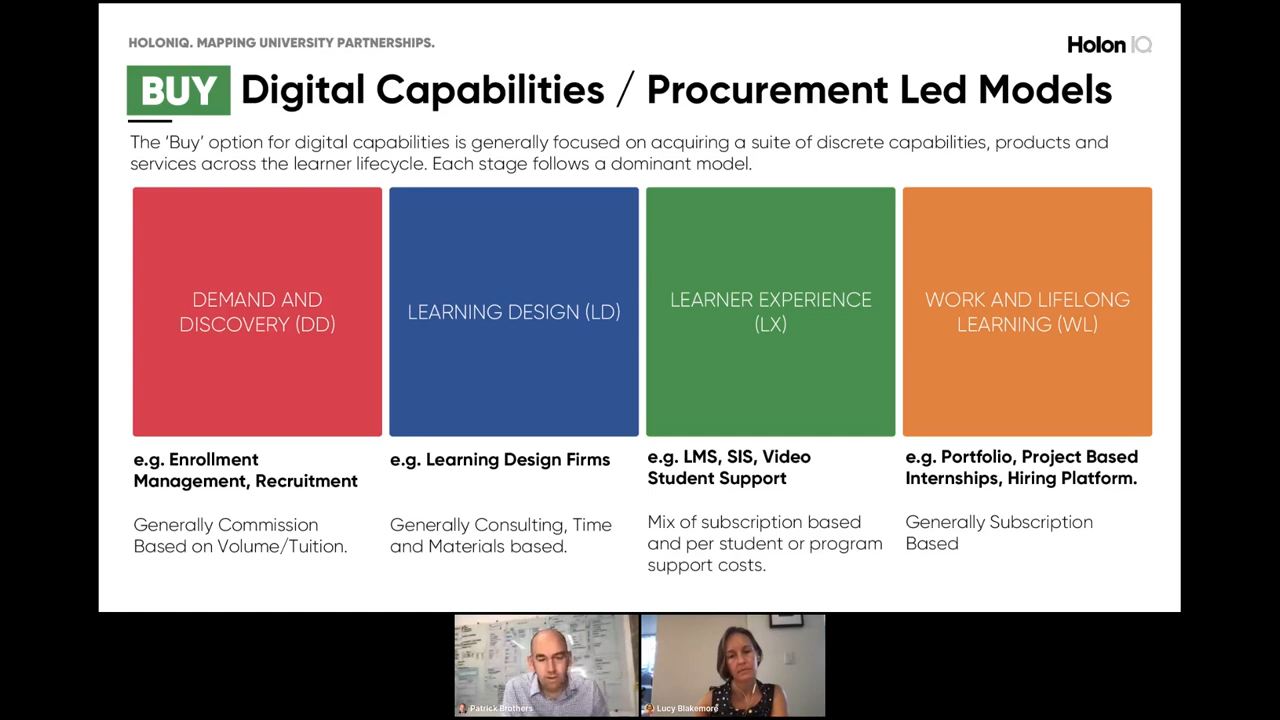 HOLONIQ. MAPPING UNIVERSITY PARTNERSHIPS.
Holon IQ
BUY Digital Capabilities / Procurement Led Models
The ‘Buy’ option for digital capabilities is generally focused on acquiring a suite of discrete capabilities, products and
services across the learner lifecycle. Each stage follows a dominant model.
DEMAND AND
DISCOVERY (DD)
LEARNING DESIGN (LD)
LEARNER EXPERIENCE
(LX)
WORK AND LIFELONG
LEARNING (WL)
e.g. Enrollment
Management, Recruitment
Generally Commission
Based on Volume/Tuition.
e.g. Learning Design Firms
Generally Consulting, Time
and Materials based.
e.g. LMS, SIS, Video
Student Support
Mix of subscription based
and per student or program
support costs.
e.g. Portfolio, Project Based
Internships, Hiring Platform.
Generally Subscription
Based
Patrick Brothers
Lucy Blakemore